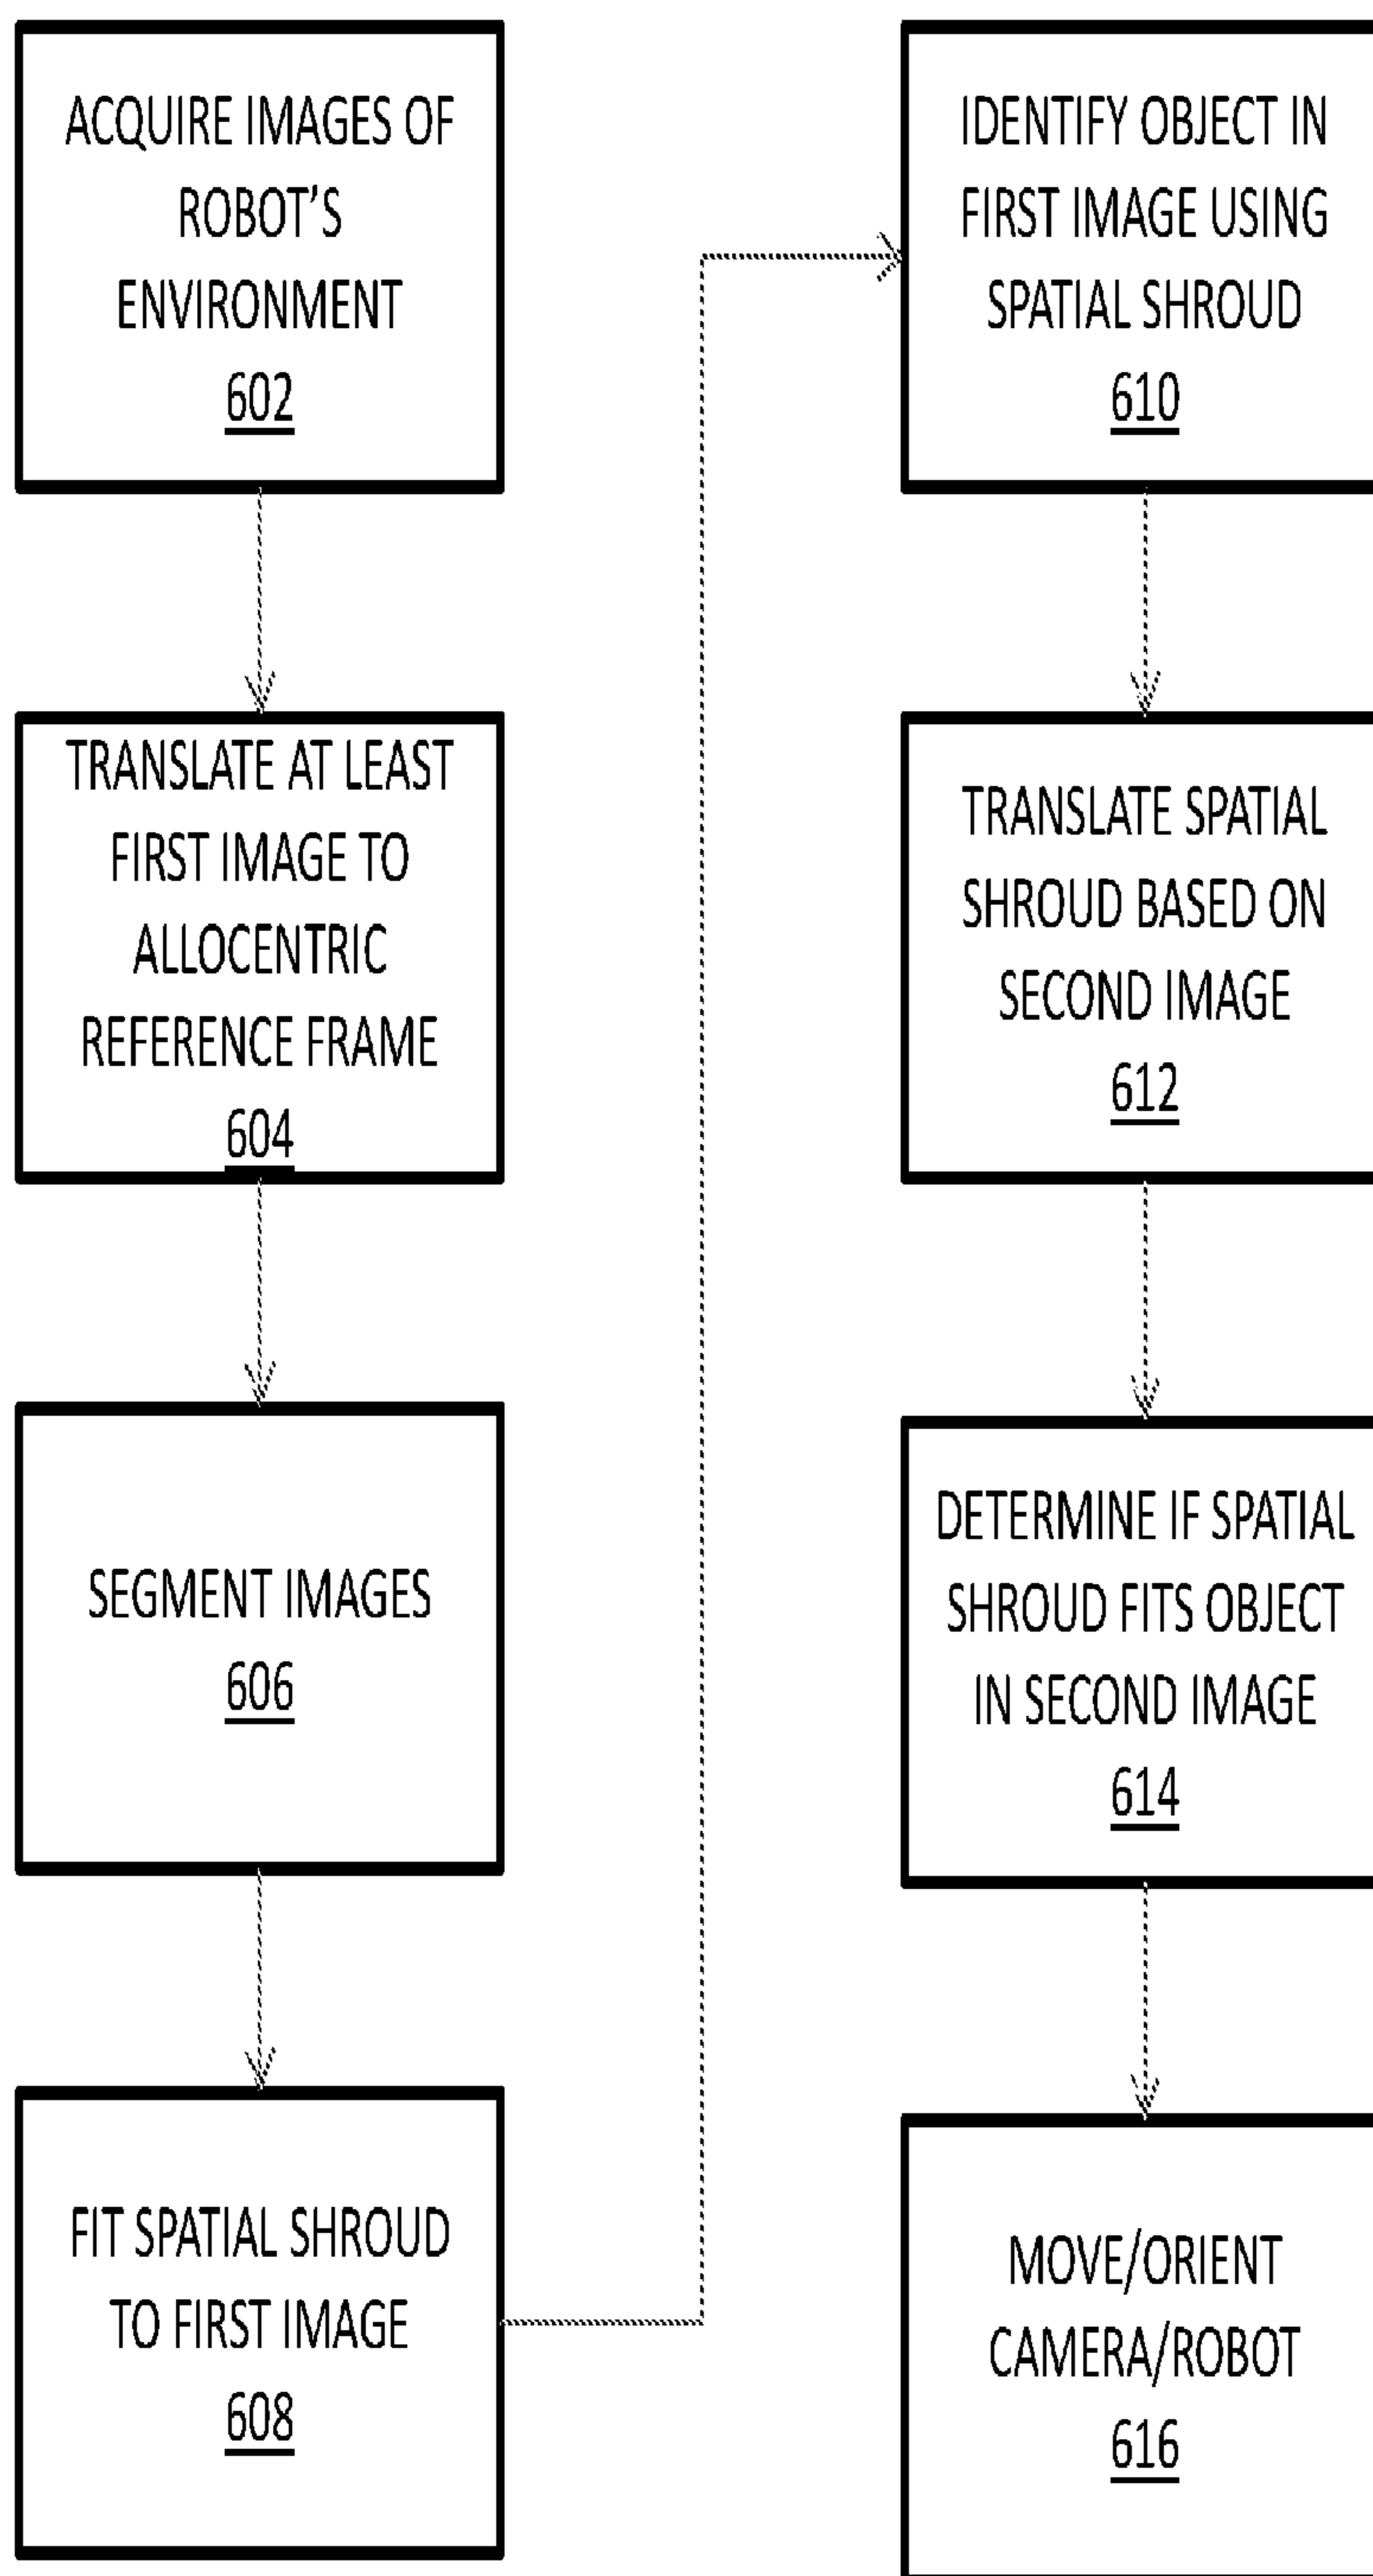 ACQUIRE IMAGES OF
ROBOT'S
ENVIRONMENT
602
TRANSLATE AT LEAST
FIRST IMAGE TO
ALLOCENTRIC
REFERENCE FRAME
604
SEGMENT IMAGES
606
FIT SPATIAL SHROUD
TO FIRST IMAGE
608
IDENTIFY OBJECT IN
FIRST IMAGE USING
SPATIAL SHROUD
610
TRANSLATE SPATIAL
SHROUD BASED ON
SECOND IMAGE
612
DETERMINE IF SPATIAL
SHROUD FITS OBJECT
IN SECOND IMAGE
614
MOVE/ORIENT
CAMERA/ROBOT
616